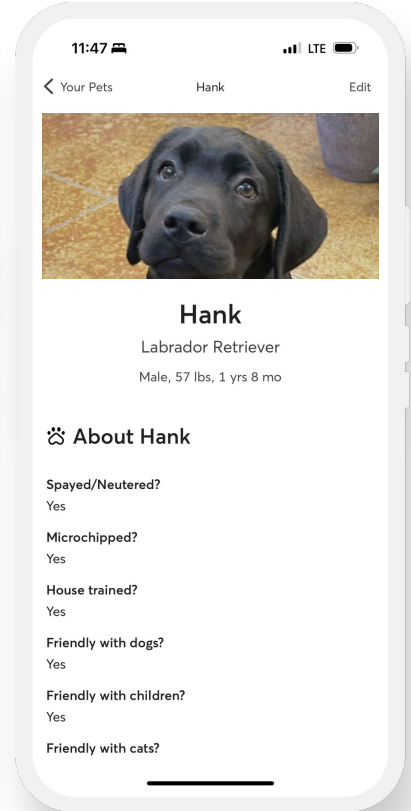 11:47
LTE
Your Pets
Hank
Edit
Hank
Labrador Retriever
Male, 57 lbs, 1 yrs 8 mo
About Hank
Spayed/Neutered?
Yes
Microchipped?
Yes
House trained?
Yes
Friendly with dogs?
Yes
Friendly with children?
Yes
Friendly with cats?